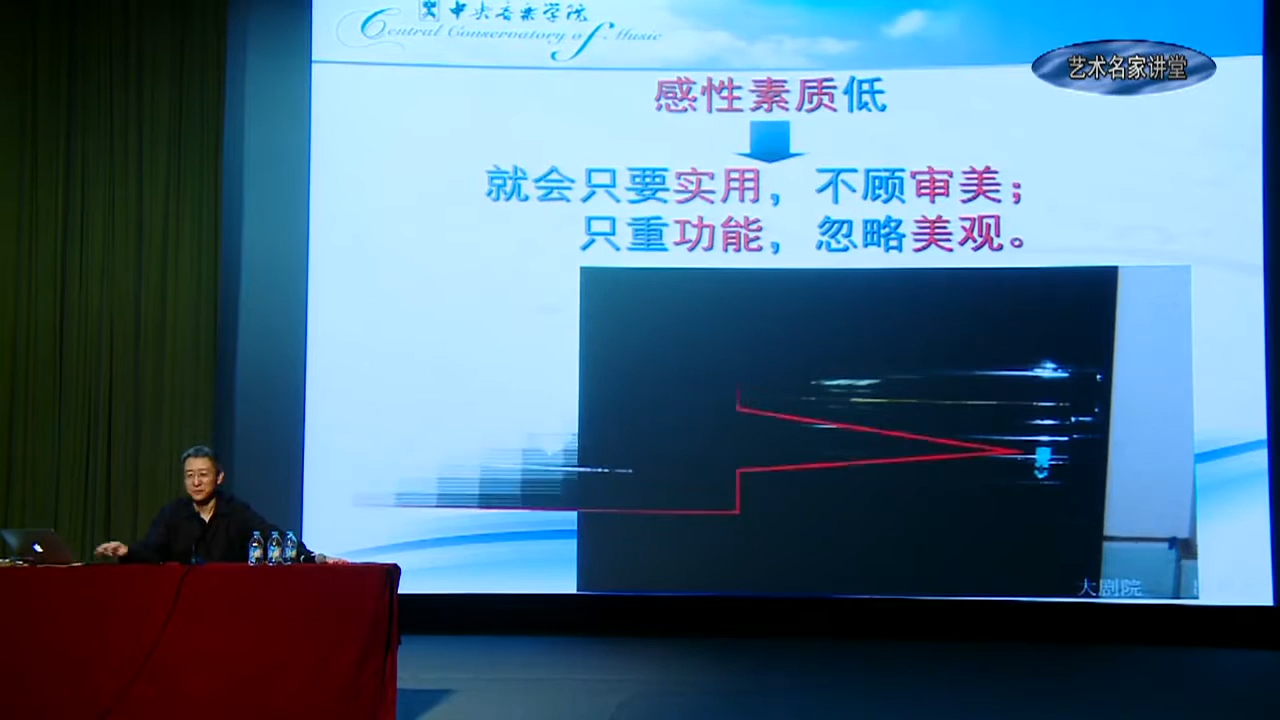 中央音乐学院
Central Conservatory of Music
艺术名家讲堂
感性素质低
就会只要实用，不顾审美；
只重功能，忽略美观。
大剧院